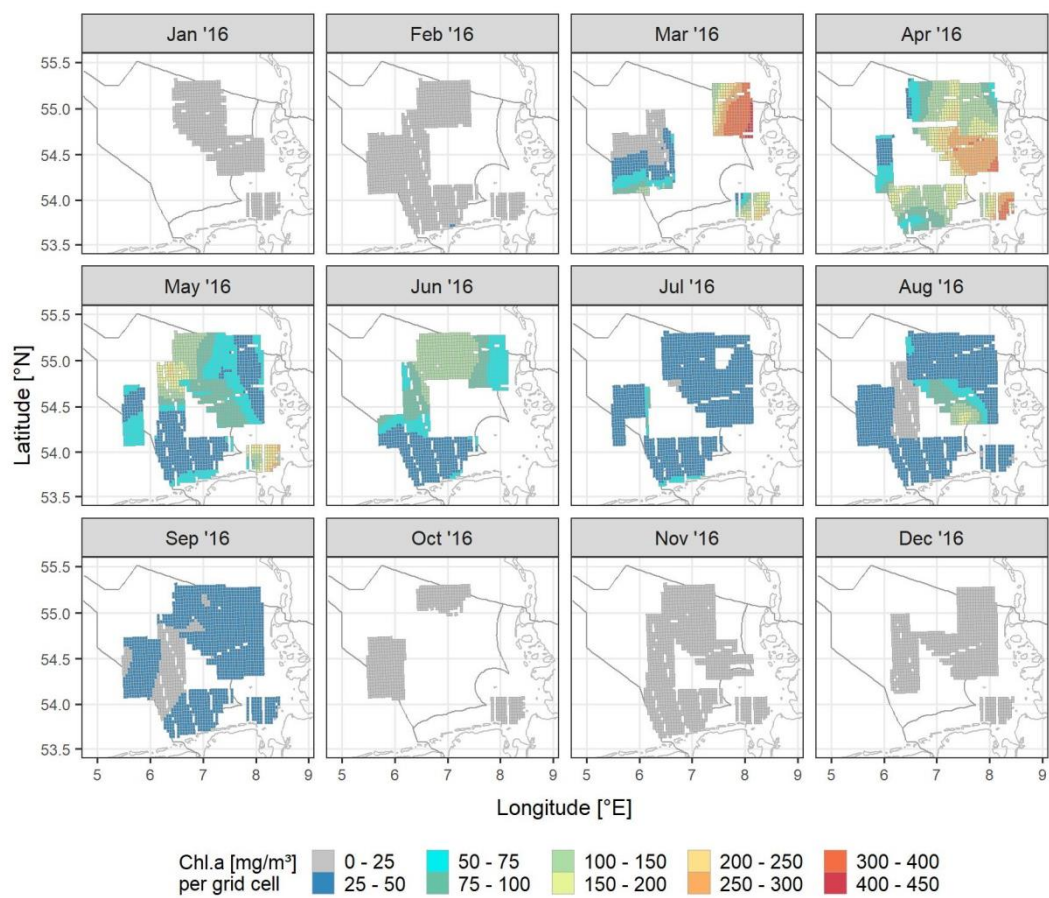 Jan '16 Feb '16 Mar '16 Apr '16
55.5
55.0
54.5
54.0
53.5
May '16 Jun '16 Jul '16 Aug '16
55.5
55.0
54.5
54.0
53.5
Sep '16 Oct '16 Nov '16 Dec '16
55.5
55.0
54.5
54.0
53.5
5 6 7 8 9 5 6 7 8 9 5 6 7 8 9 5 6 7 8 9
Latitude [°N]
Longitude [°E]
Chl.a [mg/m³] 0 - 25 50 - 75 100 - 150 200 - 250 300 - 400
per grid cell 25 - 50 75 - 100 150 - 200 250 - 300 400 - 450